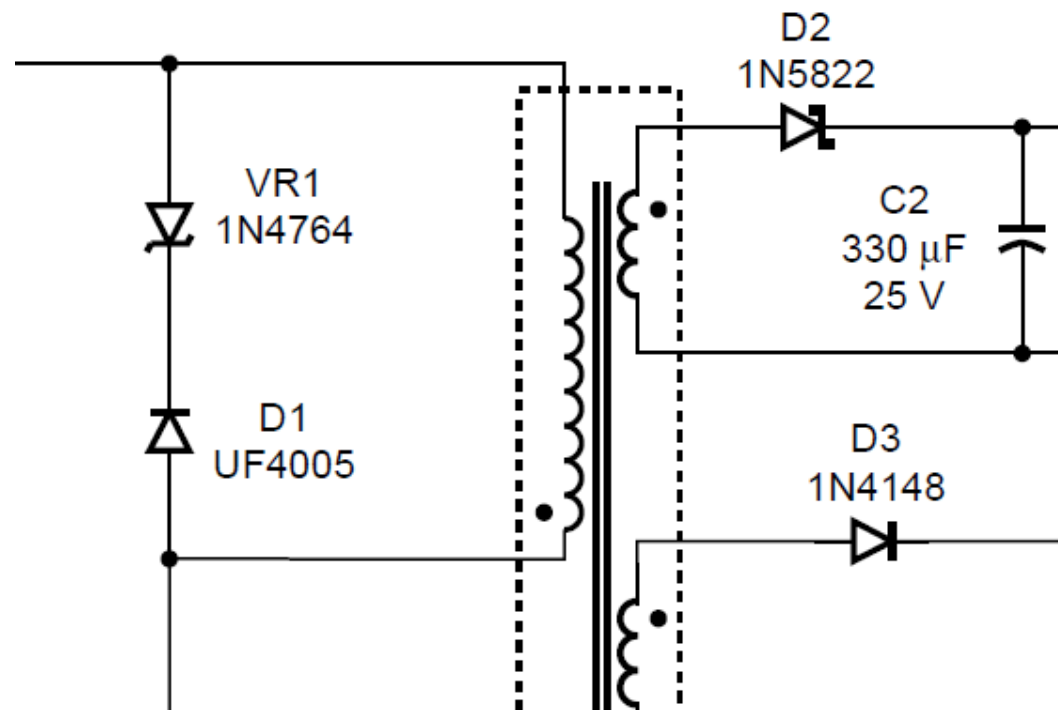 D2
1N5822
VR1
1N4764
C2
330 μF
25 V
D1
UF4005
D3
1N4148